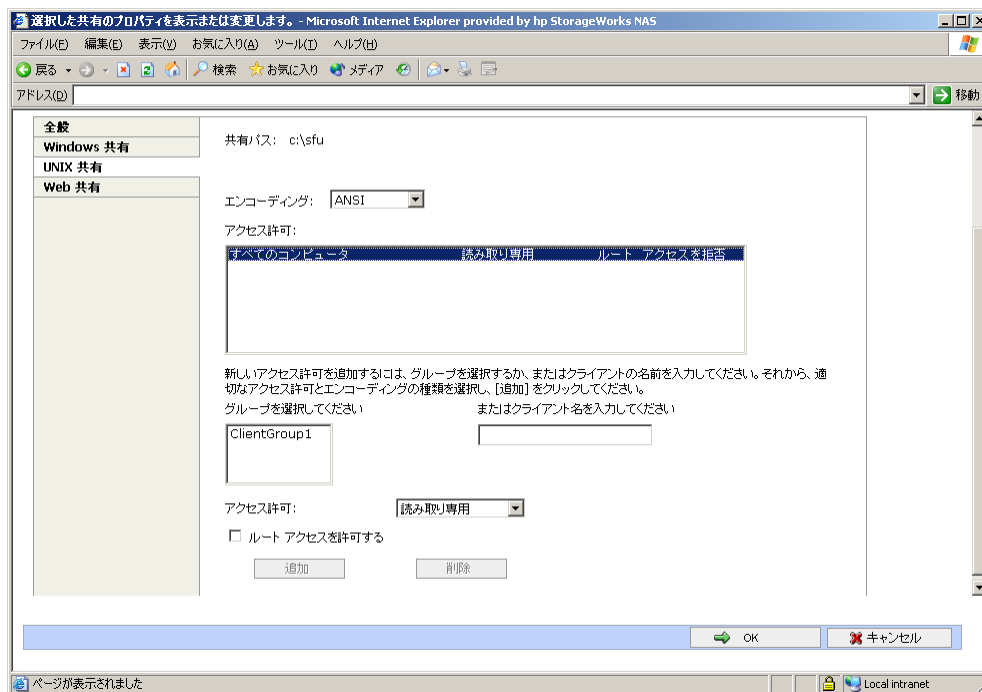 選択した共有のプロパティを表示または変更します。 - Microsoft Internet Explorer provided by hp StorageWorks NAS
ファイル(F) 編集(E) 表示(V) お気に入り(A) ツール(T) ヘルプ(H)
戻る 検索 お気に入り メディア
アドレス(D) 移動
全般
Windows 共有
UNIX 共有
Web 共有
共有パス: c:\sfu
エンコーディング: ANSI
アクセス許可:
すべてのコンピュータ 読み取り専用 ルート アクセスを拒否
新しいアクセス許可を追加するには、グループを選択するか、またはクライアントの名前を入力してください。それから、適
切なアクセス許可とエンコーディングの種類を選択し、[追加] をクリックしてください。
グループを選択してください またはクライアント名を入力してください
ClientGroup1
アクセス許可: 読み取り専用
ルート アクセスを許可する
追加 削除
OK キャンセル
ページが表示されました Local intranet